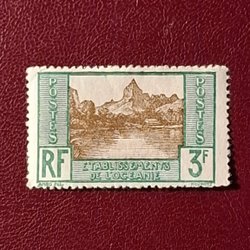 POSTES
POSTES
RF
ETABLISSEMENTS
DE L'OCEANIE
3F